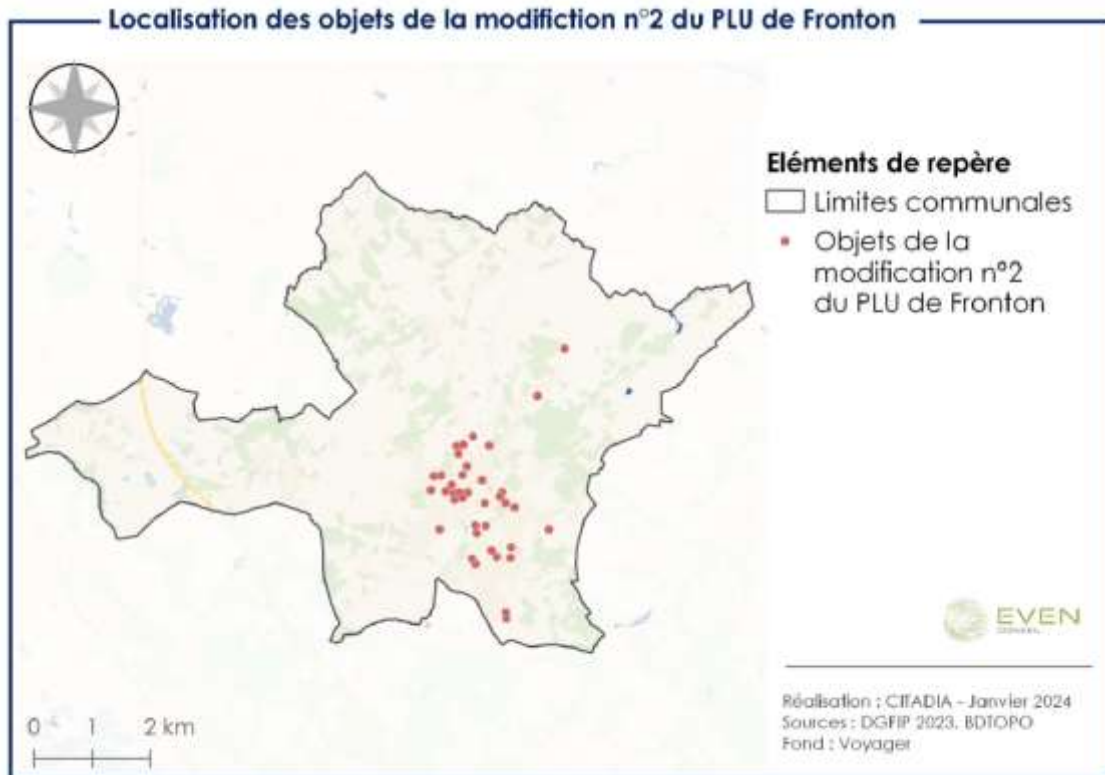 Localisation des objets de la modifiction n°2 du PLU de Fronton
Eléments de repère
Limites communales
Objets de la
modification n°2
du PLU de Fronton
EVEN
CONSEIL
Réalisation : CITADIA - Janvier 2024
Sources : DGFIP 2023, BDTOPO
Fond : Voyager
0 1 2 km